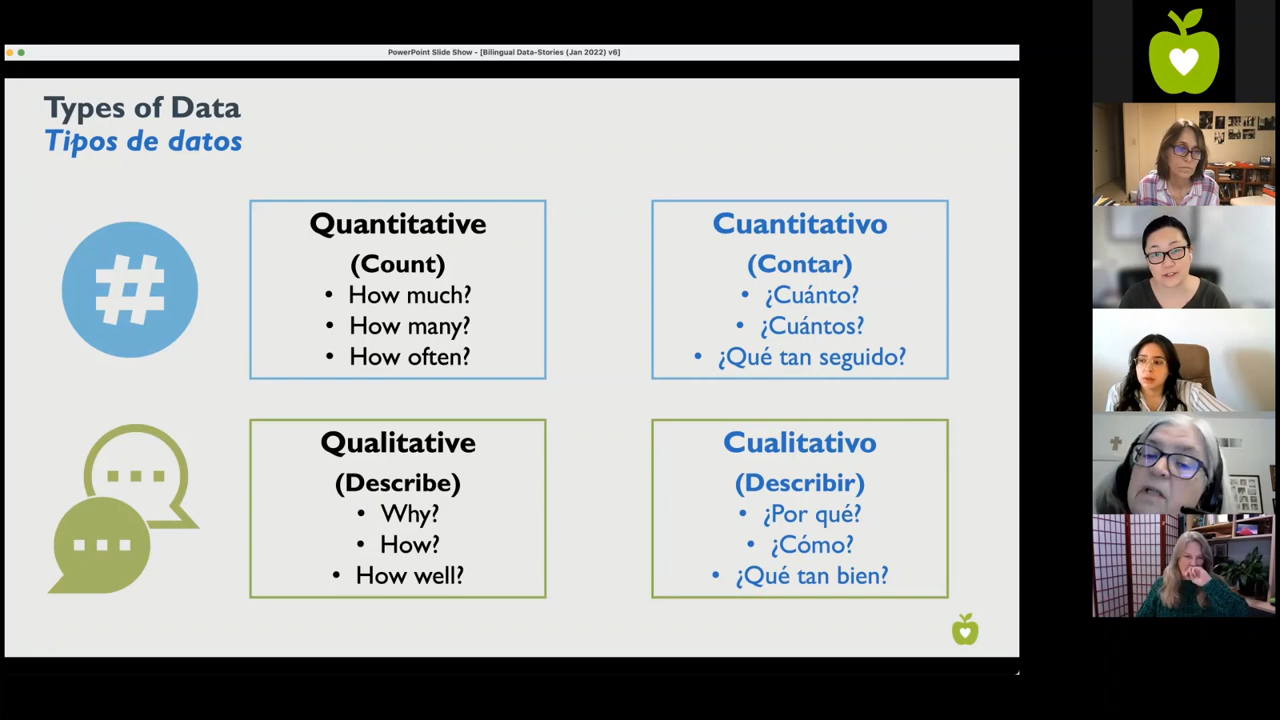 PowerPoint Slide Show - [Bilingual Data-Stories (Jan 2022) v6]
Types of Data
Tipos de datos
#
Quantitative
(Count)
• How much?
• How many?
• How often?
Cuantitativo
(Contar)
• ¿Cuánto?
• ¿Cuántos?
• ¿Qué tan seguido?
Qualitative
(Describe)
• Why?
• How?
• How well?
Cualitativo
(Describir)
• ¿Por qué?
• ¿Cómo?
• ¿Qué tan bien?